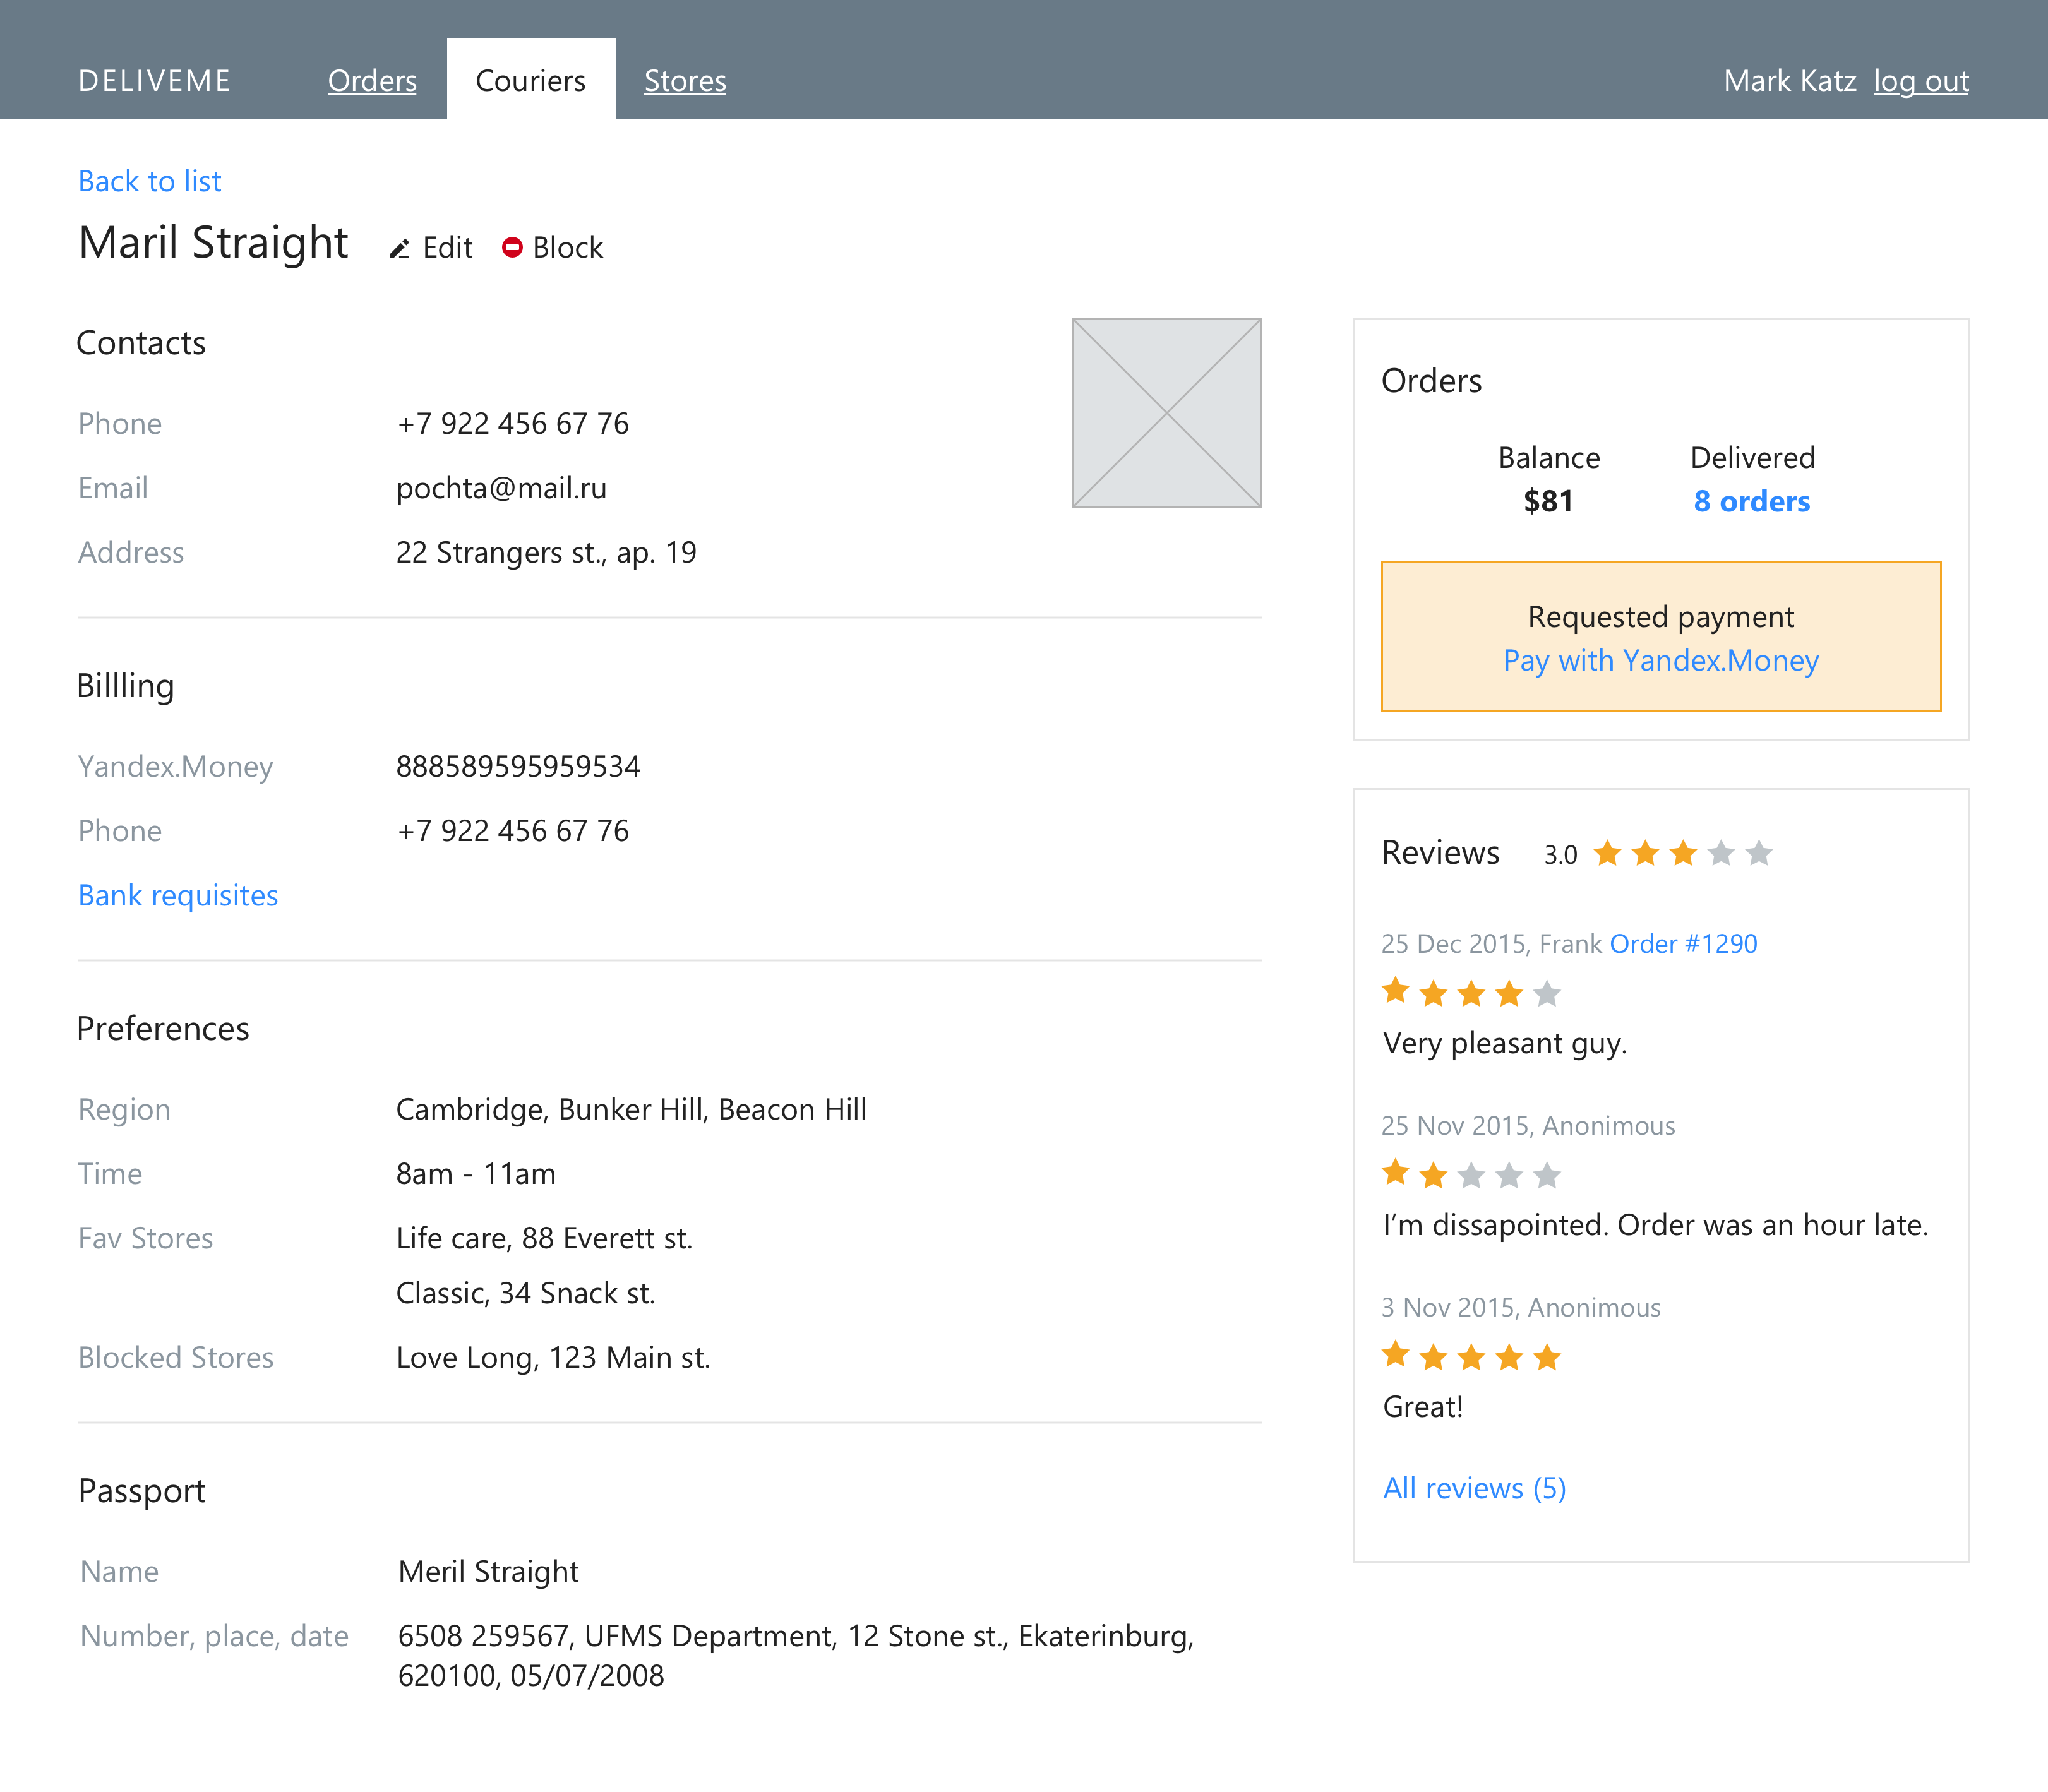 DELIVEME Orders Couriers Stores Mark Katz log out
Back to list
Maril Straight Edit Block
Contacts
Phone +7 922 456 67 76
Email pochta@mail.ru
Address 22 Strangers st., ap. 19
Billling
Yandex.Money 888589595959534
Phone +7 922 456 67 76
Bank requisites
Preferences
Region Cambridge, Bunker Hill, Beacon Hill
Time 8am - 11am
Fav Stores Life care, 88 Everett st.
Classic, 34 Snack st.
Blocked Stores Love Long, 123 Main st.
Passport
Name Meril Straight
Number, place, date 6508 259567, UFMS Department, 12 Stone st., Ekaterinburg,
620100, 05/07/2008
Orders
Balance Delivered
$81 8 orders
Requested payment
Pay with Yandex.Money
Reviews 3.0
25 Dec 2015, Frank Order #1290
Very pleasant guy.
25 Nov 2015, Anonimous
I’m dissapointed. Order was an hour late.
3 Nov 2015, Anonimous
Great!
All reviews (5)